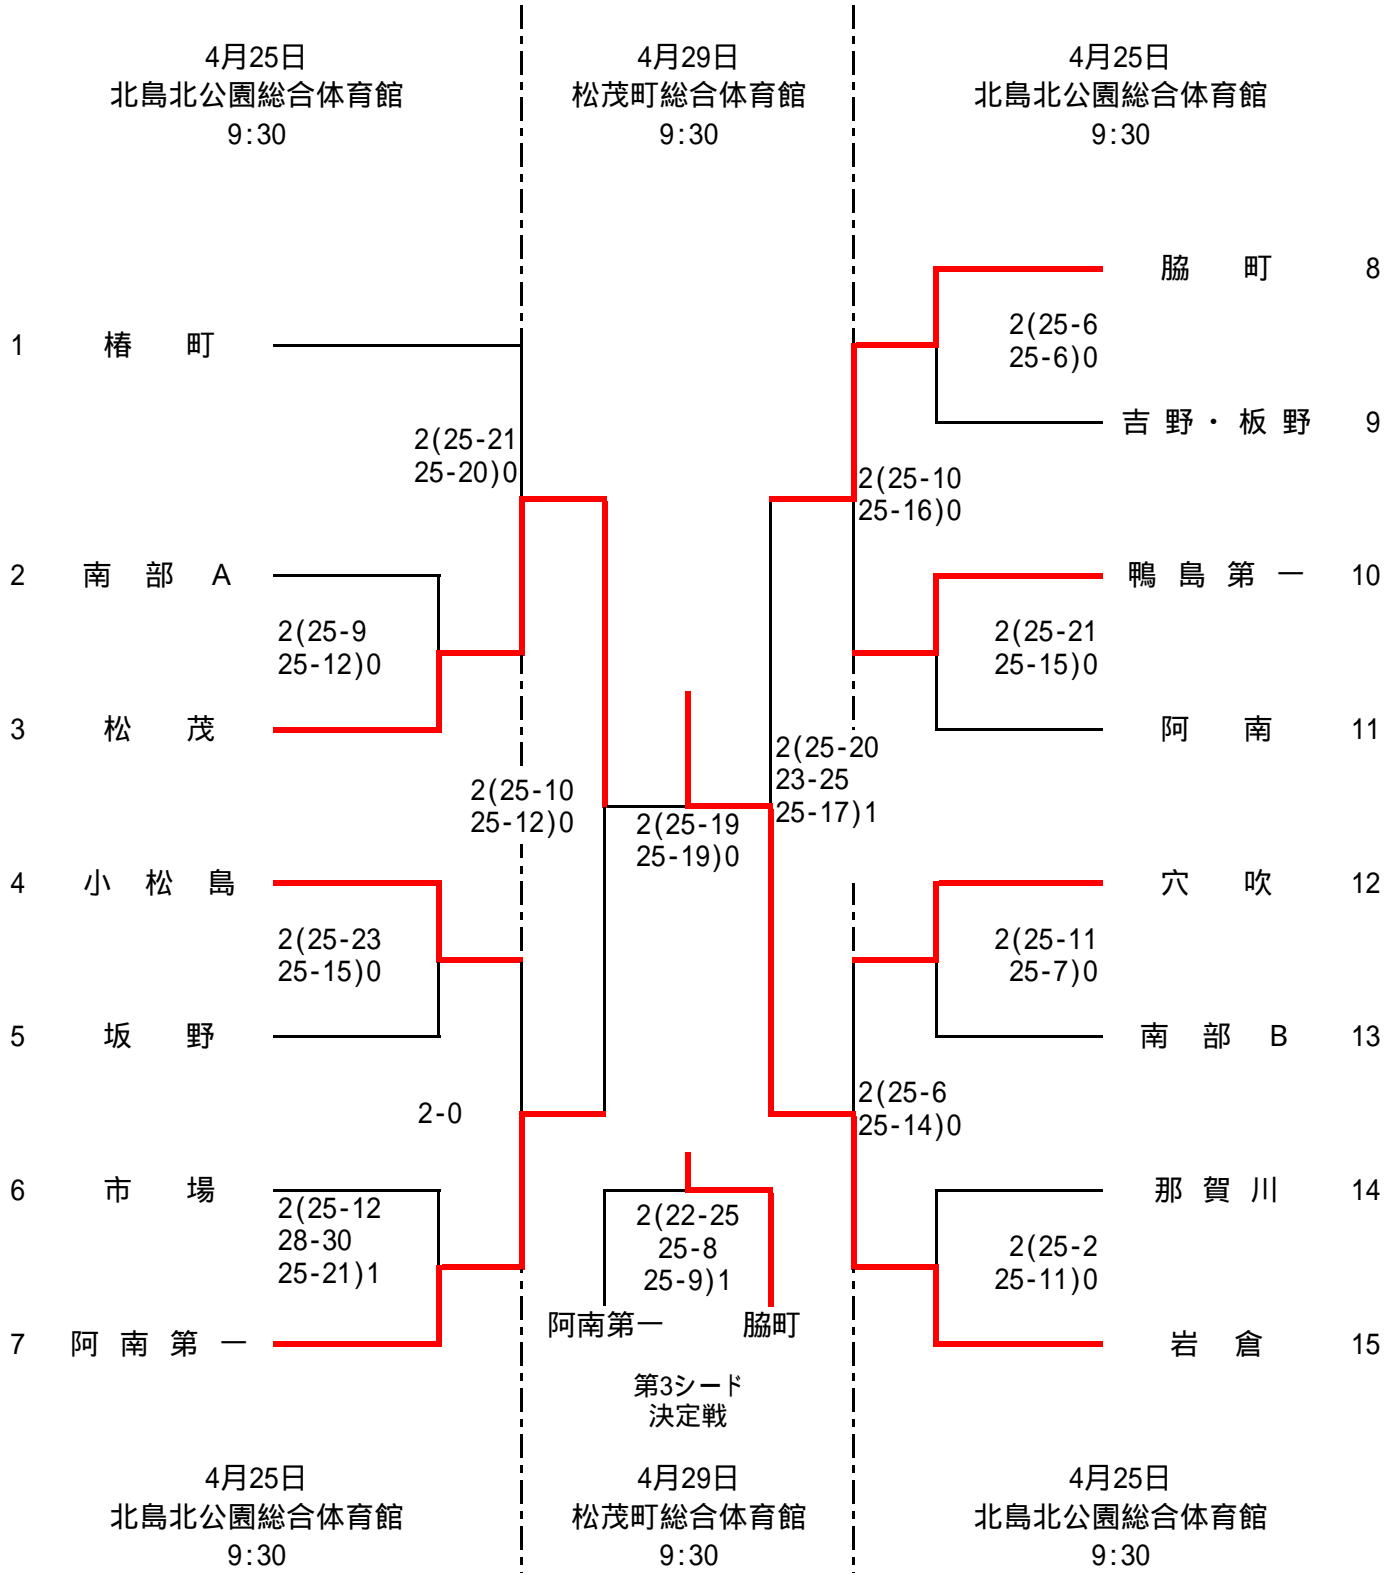 4月25日
北島北公園総合体育館
9:30
4月29日
松茂町総合体育館
9:30
4月25日
北島北公園総合体育館
9:30
1 椿町
2(25-21
25-20)0
2 南部A
2(25-9
25-12)0
3 松茂
2(25-10
25-12)0
4 小松島
2(25-23
25-15)0
5 坂野
2-0
6 市場
2(25-12
28-30
25-21)1
7 阿南第一
2(25-19
25-19)0
2(25-20
23-25
25-17)1
2(22-25
25-8
25-9)1
阿南第一 脇町
第3シード
決定戦
脇町 8
2(25-6
25-6)0
吉野・板野 9
2(25-10
25-16)0
鴨島第一 10
2(25-21
25-15)0
阿南 11
穴吹 12
2(25-11
25-7)0
南部B 13
2(25-6
25-14)0
那賀川 14
2(25-2
25-11)0
岩倉 15
4月25日
北島北公園総合体育館
9:30
4月29日
松茂町総合体育館
9:30
4月25日
北島北公園総合体育館
9:30